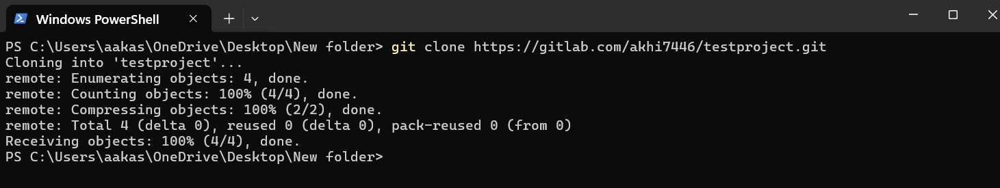 Windows PowerShell
PS C:\Users\aakas\OneDrive\Desktop\New folder> git clone https://gitlab.com/akhi7446/testproject.git
Cloning into 'testproject'...
remote: Enumerating objects: 4, done.
remote: Counting objects: 100% (4/4), done.
remote: Compressing objects: 100% (2/2), done.
remote: Total 4 (delta 0), reused 0 (delta 0), pack-reused 0 (from 0)
Receiving objects: 100% (4/4), done.
PS C:\Users\aakas\OneDrive\Desktop\New folder>